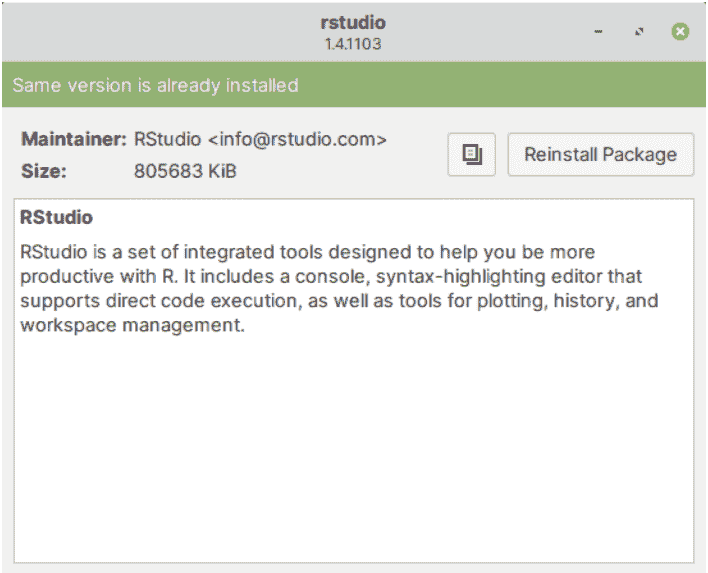 rstudio
1.4.1103
Same version is already installed
Maintainer: RStudio <info@rstudio.com>
Size: 805683 KiB
Reinstall Package
RStudio
RStudio is a set of integrated tools designed to help you be more
productive with R. It includes a console, syntax-highlighting editor that
supports direct code execution, as well as tools for plotting, history, and
workspace management.